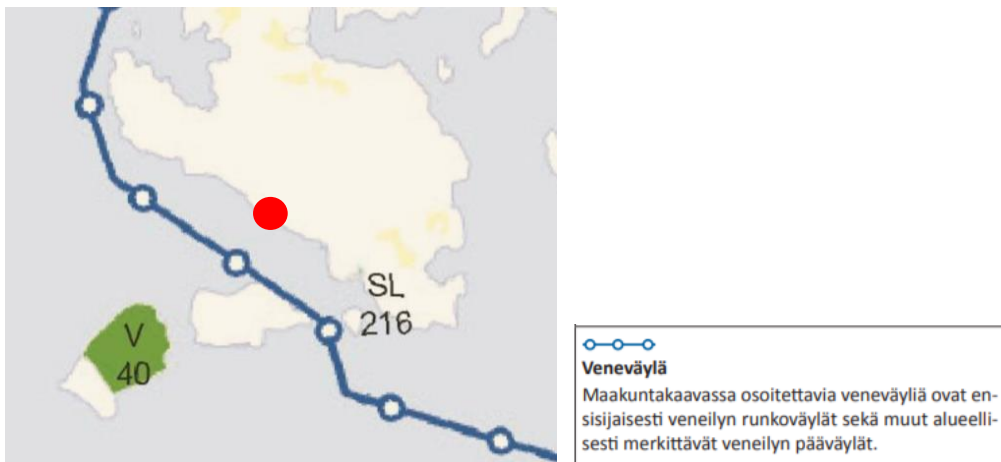 SL
216
V
40
Veneväylä
Maakuntakaavassa osoitettavia veneväyliä ovat en-
sisijaisesti veneilyn runkoväylät sekä muut alueelli-
sesti merkittävät veneilyn pääväylät.